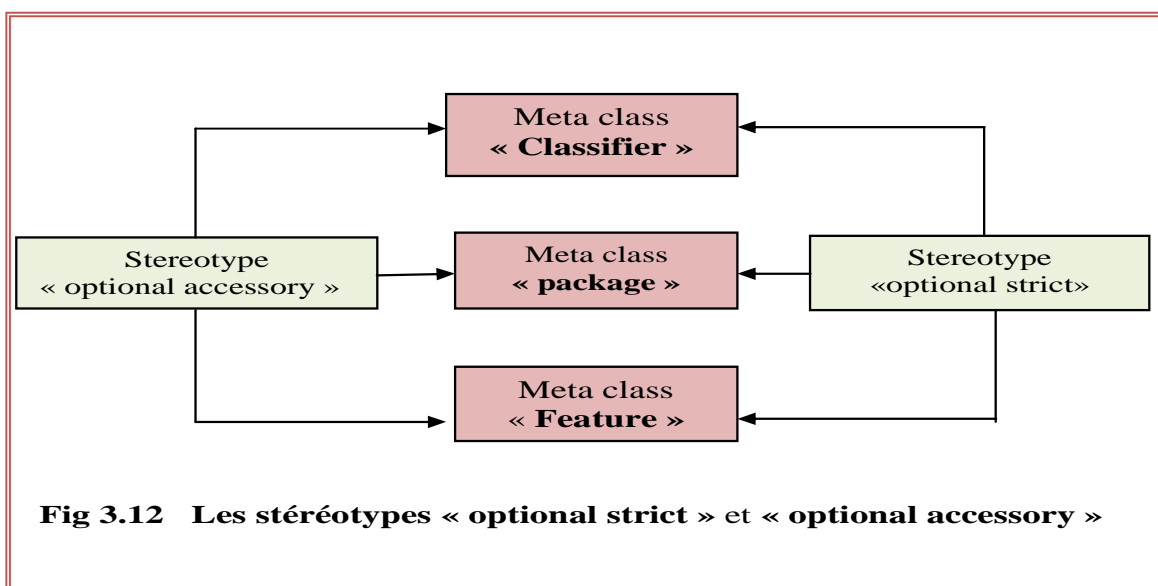 Meta class
« Classifier »
Stereotype
« optional accessory »
Meta class
« package »
Stereotype
«optional strict»
Meta class
« Feature »
Fig 3.12 Les stéréotypes « optional strict » et « optional accessory »